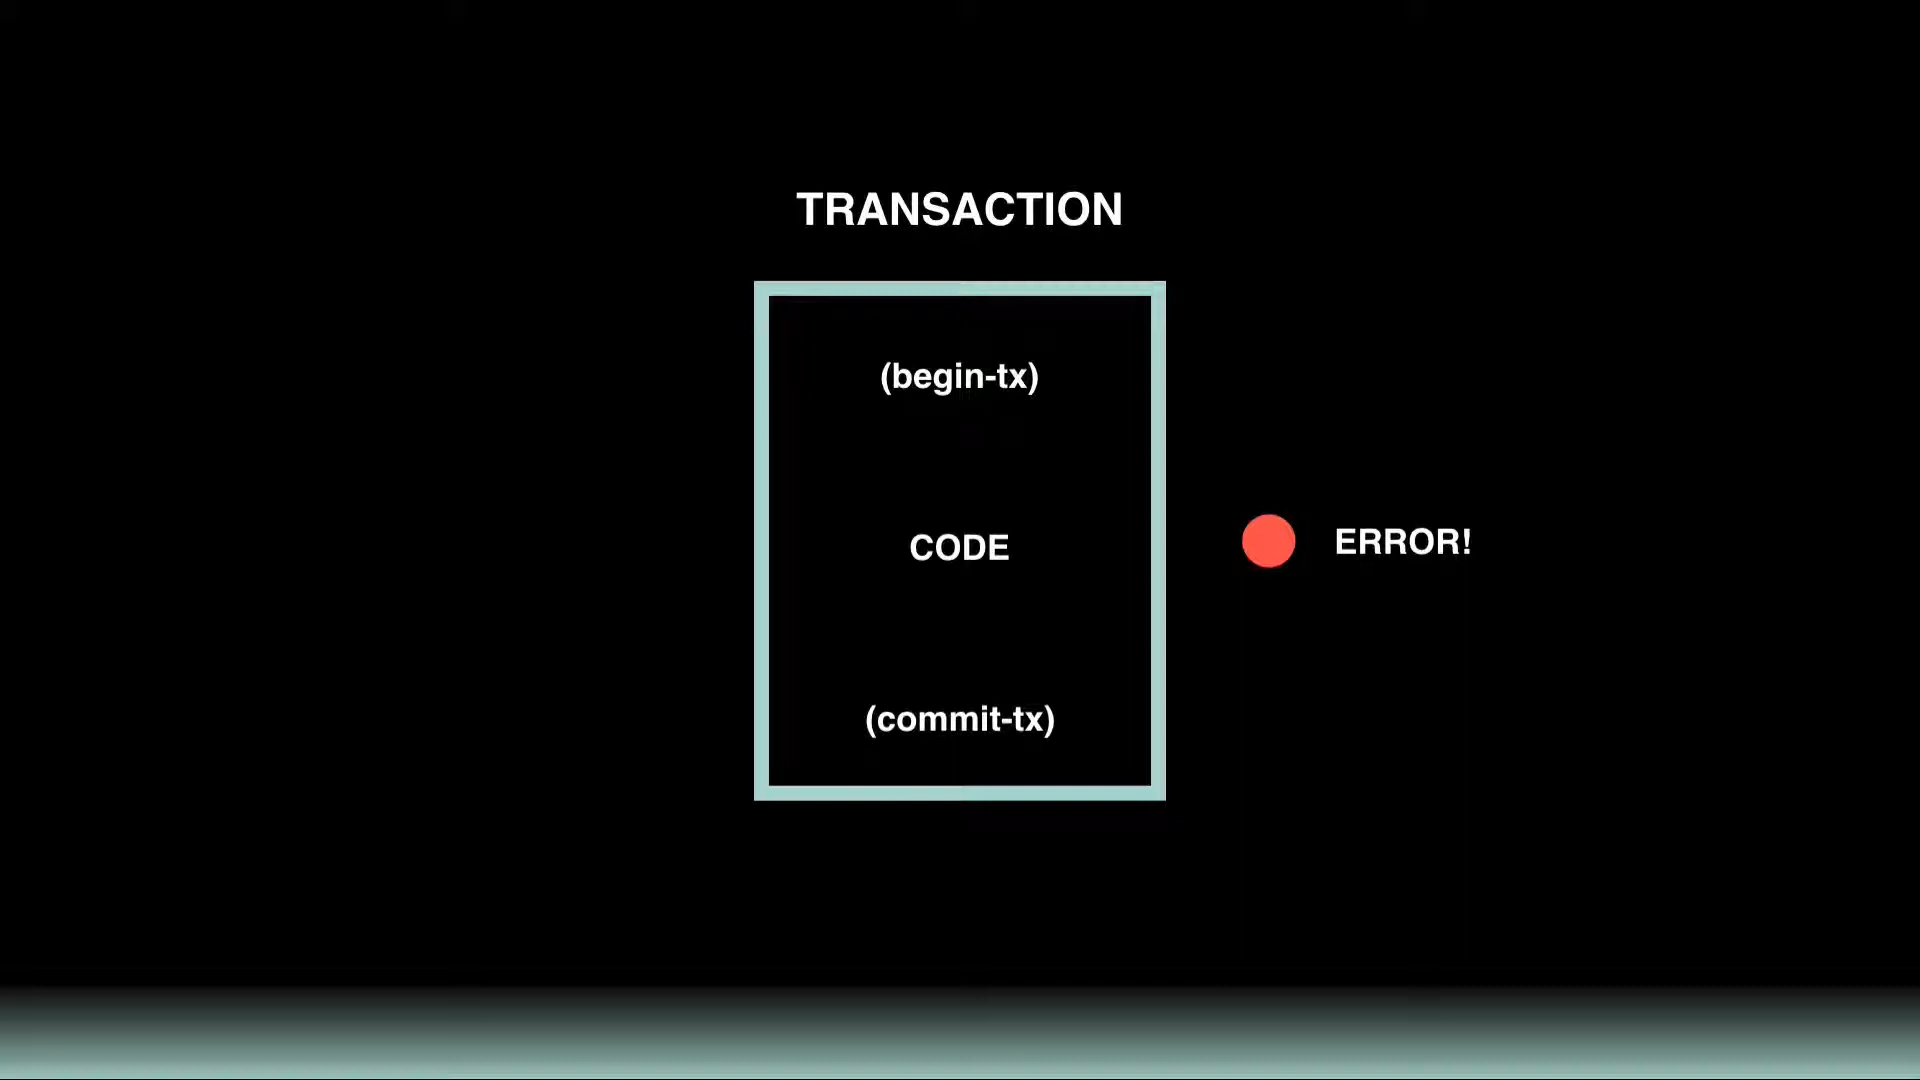 TRANSACTION
(begin-tx)
CODE
ERROR!
(commit-tx)